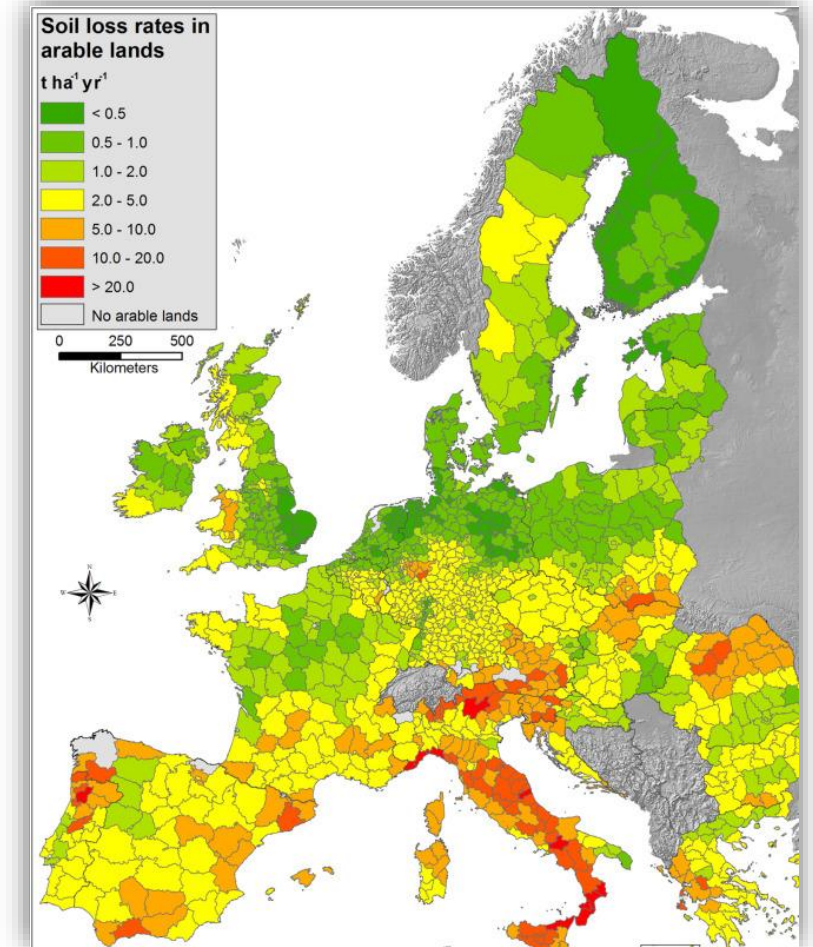 Soil loss rates in
arable lands
t ha⁻¹ yr⁻¹
< 0.5
0.5 - 1.0
1.0 - 2.0
2.0 - 5.0
5.0 - 10.0
10.0 - 20.0
> 20.0
No arable lands
0 250 500
Kilometers
N
W E
S